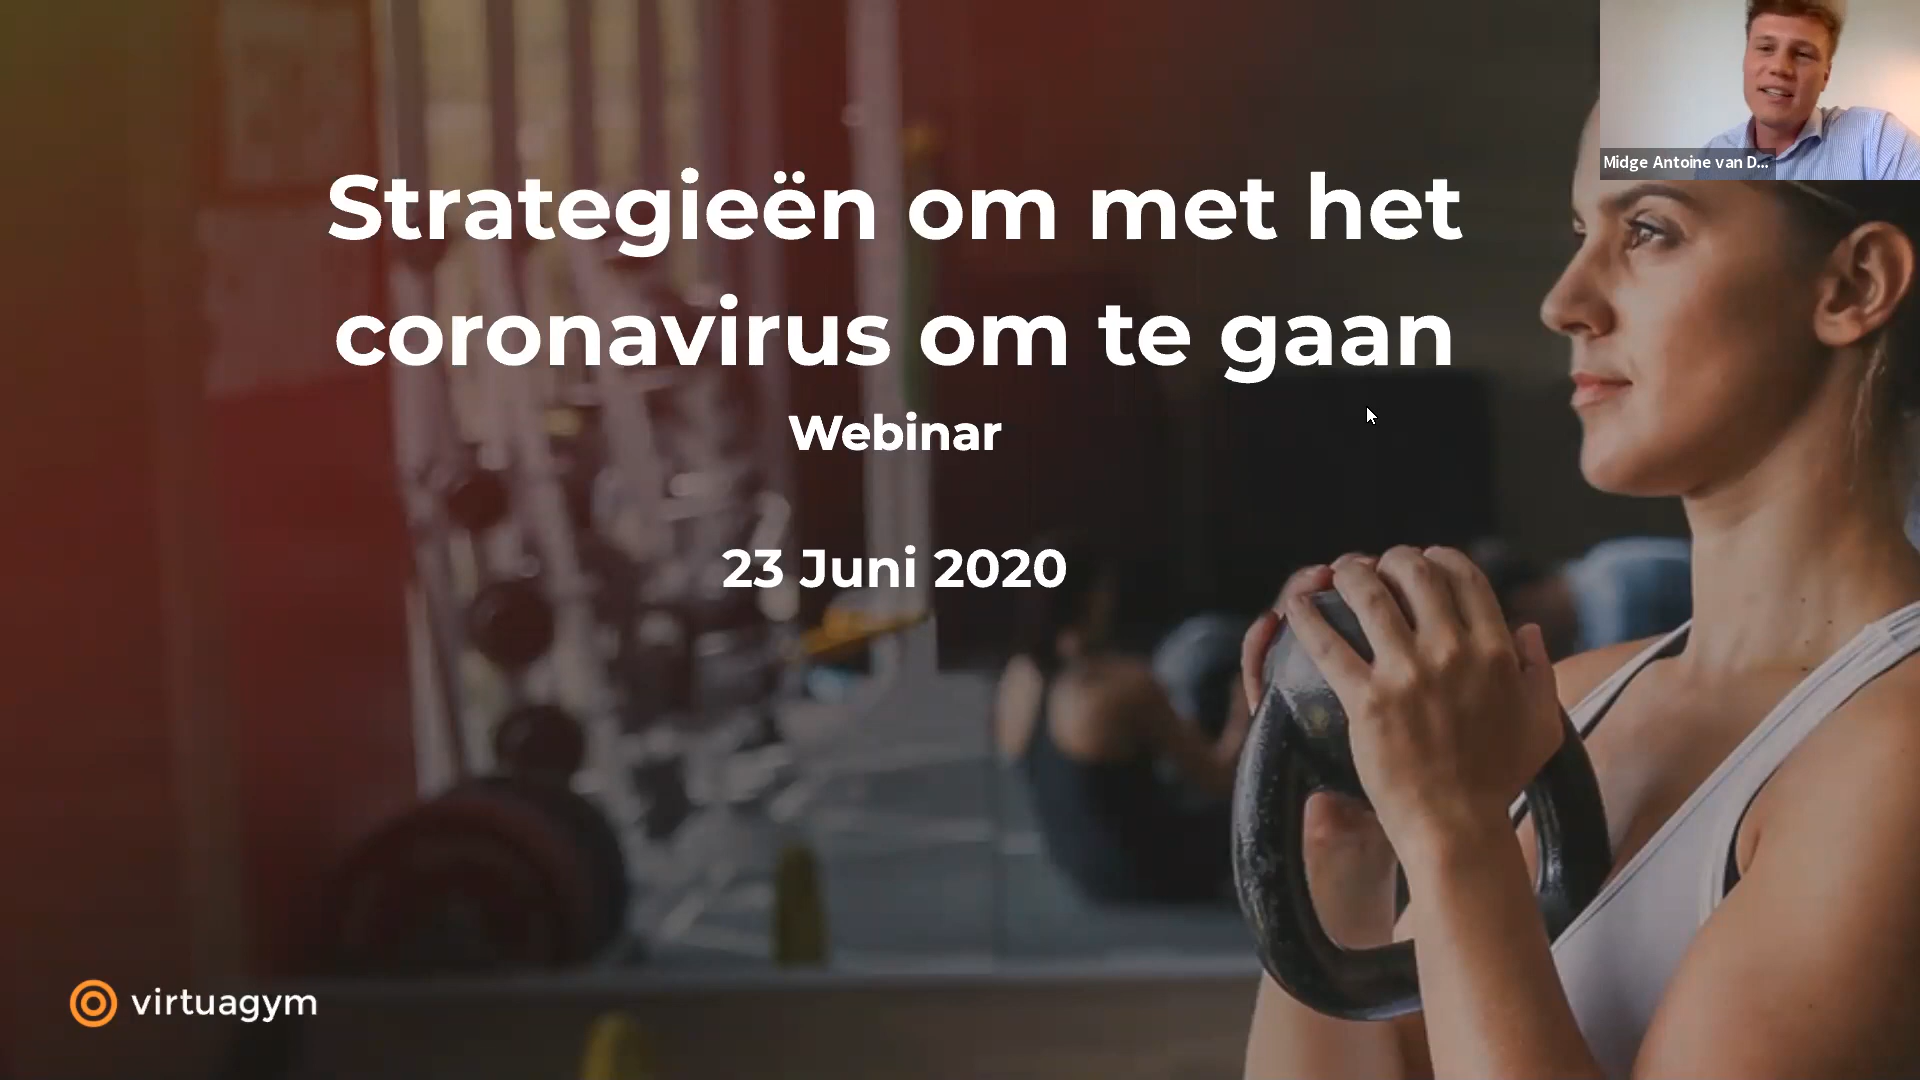 Midge Antoine van D...
Strategieën om met het
coronavirus om te gaan
Webinar
23 Juni 2020
virtuagym